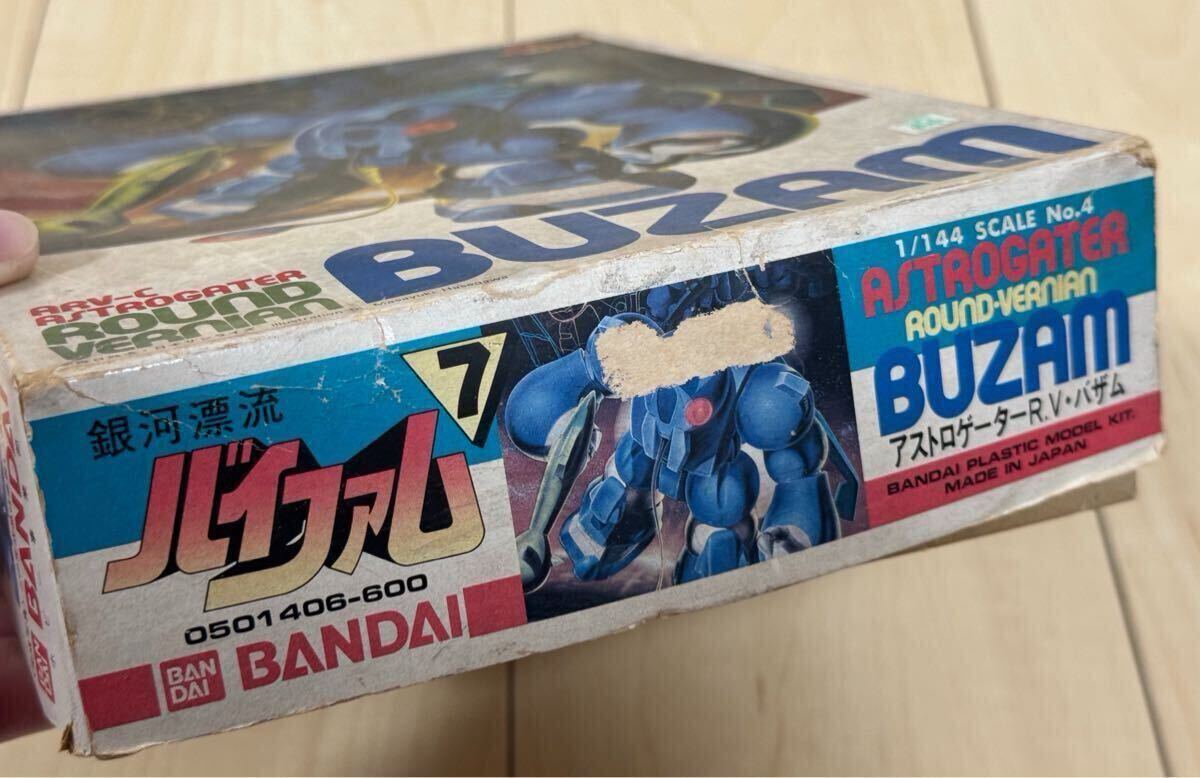 BUZAM
ARV-C
ASTROGATER
ROUND
VERNIAN
銀河漂流
バイファム
7
0501406-600
BAN
DAI
BANDAI
1/144 SCALE No.4
ASTROGATER
ROUND-VERNIAN
BUZAM
アストロゲーターR.V・バザム
BANDAI PLASTIC MODEL KIT.
MADE IN JAPAN